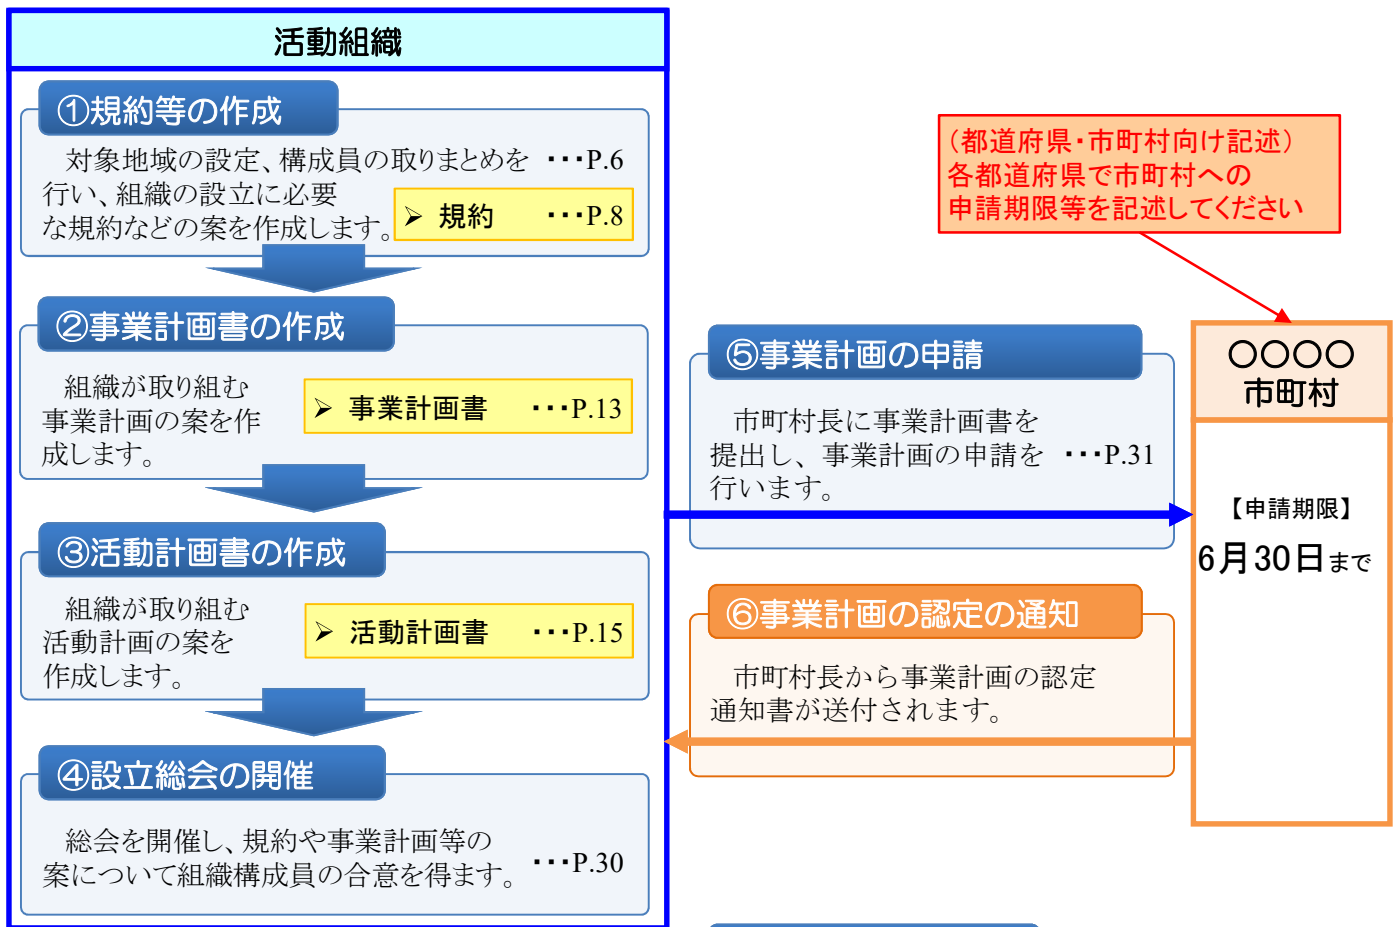 活動組織
①規約等の作成
対象地域の設定、構成員の取りまとめを ･･･P.6
行い、組織の設立に必要
な規約などの案を作成します。
➢ 規約 ･･･P.8
②事業計画書の作成
組織が取り組む
事業計画の案を作
成します。
➢ 事業計画書 ･･･P.13
③活動計画書の作成
組織が取り組む
活動計画の案を
作成します。
➢ 活動計画書 ･･･P.15
④設立総会の開催
総会を開催し、規約や事業計画等の
案について組織構成員の合意を得ます。 ･･･P.30
⑤事業計画の申請
市町村長に事業計画書を
提出し、事業計画の申請を ･･･P.31
行います。
⑥事業計画の認定の通知
市町村長から事業計画の認定
通知書が送付されます。
（都道府県・市町村向け記述）
各都道府県で市町村への
申請期限等を記述してください
○○○○
市町村
【申請期限】
6月30日まで